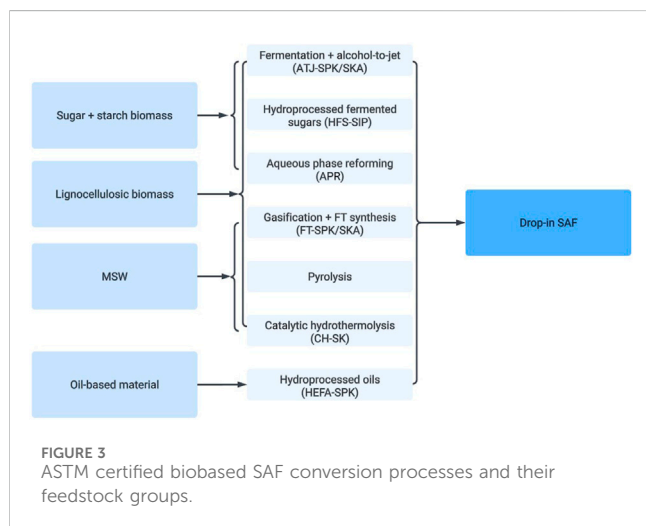 Fermentation + alcohol-to-jet
(ATJ-SPK/SKA)
Sugar + starch biomass
Hydroprocessed fermented
sugars (HFS-SIP)
Aqueous phase reforming
(APR)
Lignocellulosic biomass
Gasification + FT synthesis
(FT-SPK/SKA)
Drop-in SAF
MSW
Pyrolysis
Catalytic hydrothermolysis
(CH-SK)
Oil-based material
Hydroprocessed oils
(HEFA-SPK)
FIGURE 3
ASTM certified biobased SAF conversion processes and their
feedstock groups.